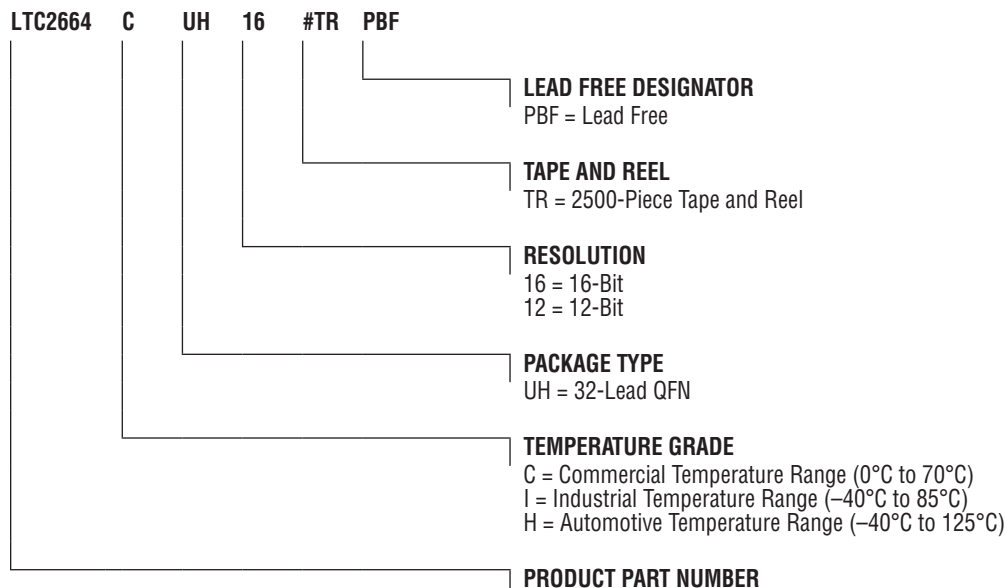 LTC2664 C UH 16 #TR PBF
LEAD FREE DESIGNATOR
PBF = Lead Free
TAPE AND REEL
TR = 2500-Piece Tape and Reel
RESOLUTION
16 = 16-Bit
12 = 12-Bit
PACKAGE TYPE
UH = 32-Lead QFN
TEMPERATURE GRADE
C = Commercial Temperature Range (0°C to 70°C)
I = Industrial Temperature Range (–40°C to 85°C)
H = Automotive Temperature Range (–40°C to 125°C)
PRODUCT PART NUMBER